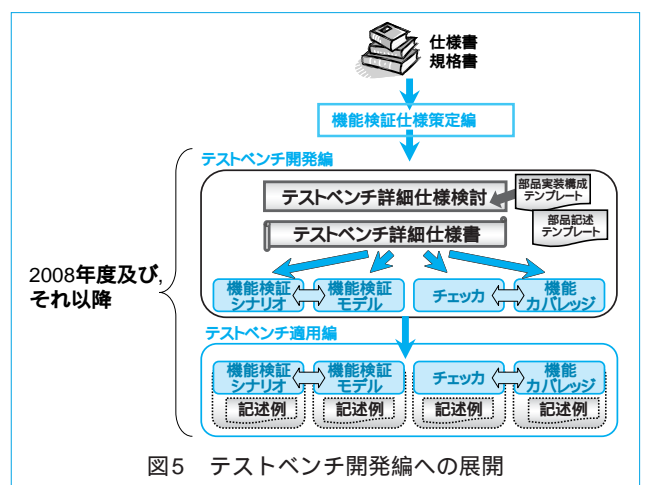 仕様書
規格書
機能検証仕様策定編
テストベンチ開発編
テストベンチ詳細仕様検討
部品実装構成
テンプレート
テストベンチ詳細仕様書
部品記述
テンプレート
2008年度及び,
それ以降
機能検証
シナリオ
機能検証
モデル
チェッカ
機能
カバレッジ
テストベンチ適用編
機能検証
シナリオ
機能検証
モデル
チェッカ
機能
カバレッジ
記述例
記述例
記述例
記述例
図5 テストベンチ開発編への展開